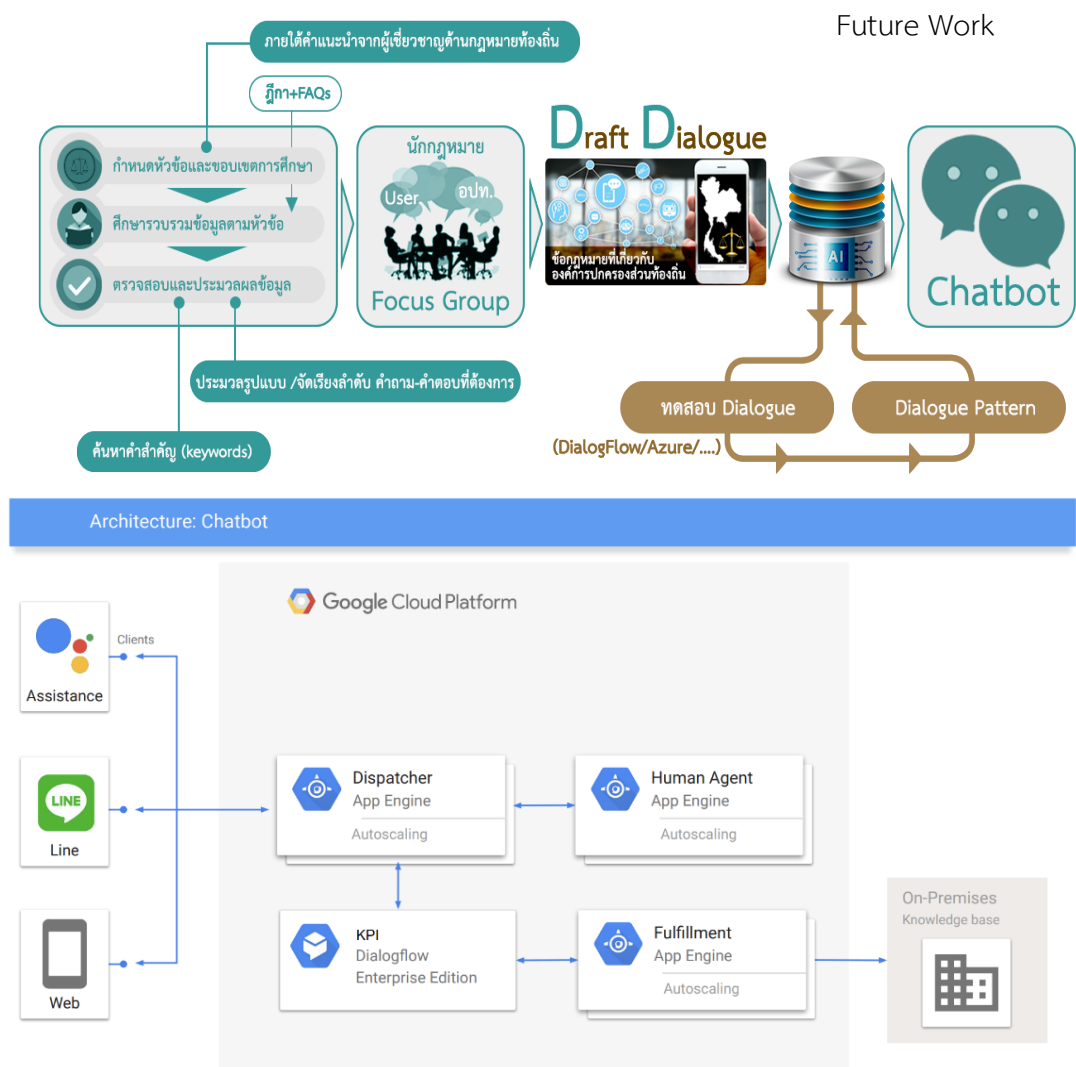 Future Work
ภายใต้คำแนะนำจากผู้เชี่ยวชาญด้านกฎหมายท้องถิ่น
ฎีกา+FAQs
กำหนดหัวข้อและขอบเขตการศึกษา
ศึกษารวบรวมข้อมูลตามหัวข้อ
ตรวจสอบและประมวลผลข้อมูล
นักกฎหมาย
User
อปท.
Focus Group
Draft Dialogue
ข้อกฎหมายที่เกี่ยวกับ
องค์การปกครองส่วนท้องถิ่น
AI
Chatbot
ประมวลรูปแบบ /จัดเรียงลำดับ คำถาม-คำตอบที่ต้องการ
ค้นหาคำสำคัญ (keywords)
ทดสอบ Dialogue
Dialogue Pattern
(DialogFlow/Azure/....)
Architecture: Chatbot
Google Cloud Platform
Clients
Assistance
LINE
Line
Web
Dispatcher
App Engine
Autoscaling
Human Agent
App Engine
Autoscaling
KPI
Dialogflow
Enterprise Edition
Fulfillment
App Engine
Autoscaling
On-Premises
Knowledge base